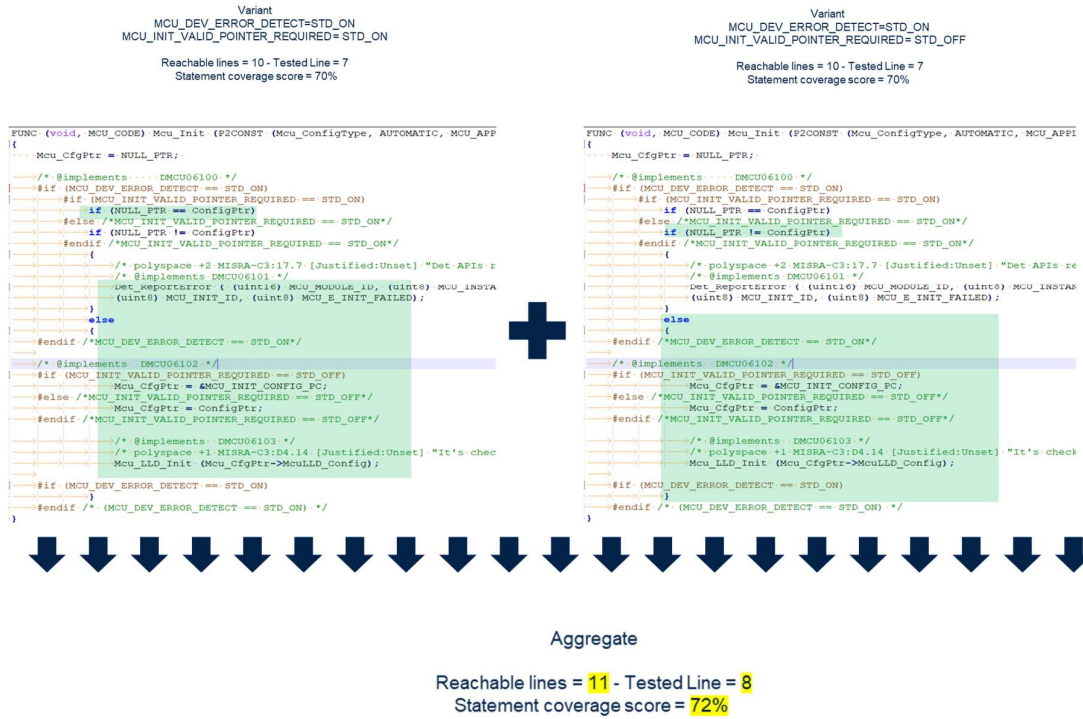 Variant
MCU_DEV_ERROR_DETECT=STD_ON
MCU_INIT_VALID_POINTER_REQUIRED= STD_ON
Reachable lines = 10 - Tested Line = 7
Statement coverage score = 70%
FUNC (void, MCU_CODE) Mcu_Init (P2CONST (Mcu_ConfigType, AUTOMATIC, MCU_APP
{
Mcu_CfgPtr = NULL_PTR;
/* @implements DMCU06100 */
#if (MCU_DEV_ERROR_DETECT == STD_ON)
#if (MCU_INIT_VALID_POINTER_REQUIRED == STD_ON)
if (NULL_PTR == ConfigPtr)
#else /*MCU_INIT_VALID_POINTER_REQUIRED == STD_ON*/
if (NULL_PTR != ConfigPtr)
#endif /*MCU_INIT_VALID_POINTER_REQUIRED == STD_ON*/
{
/* polyspace +2 MISRA-C3:17.7 [Justified:Unset] "Det APIs r
/* @implements DMCU06101 */
Det_ReportError ( (uint16) MCU_MODULE_ID, (uint8) MCU_INSTA
(uint8) MCU_INIT_ID, (uint8) MCU_E_INIT_FAILED);
}
else
{
#endif /*MCU_DEV_ERROR_DETECT == STD_ON*/
/* @implements DMCU06102 */
#if (MCU_INIT_VALID_POINTER_REQUIRED == STD_OFF)
Mcu_CfgPtr = &MCU_INIT_CONFIG_PC;
#else /*MCU_INIT_VALID_POINTER_REQUIRED == STD_OFF*/
Mcu_CfgPtr = ConfigPtr;
#endif /*MCU_INIT_VALID_POINTER_REQUIRED == STD_OFF*/
/* @implements DMCU06103 */
/* polyspace +1 MISRA-C3:D4.14 [Justified:Unset] "It's chec
Mcu_LLD_Init (Mcu_CfgPtr->McuLLD_Config);
#if (MCU_DEV_ERROR_DETECT == STD_ON)
}
#endif /* (MCU_DEV_ERROR_DETECT == STD_ON) */
}
Variant
MCU_DEV_ERROR_DETECT=STD_ON
MCU_INIT_VALID_POINTER_REQUIRED= STD_OFF
Reachable lines = 10 - Tested Line = 7
Statement coverage score = 70%
FUNC (void, MCU_CODE) Mcu_Init (P2CONST (Mcu_ConfigType, AUTOMATIC, MCU_APPL
{
Mcu_CfgPtr = NULL_PTR;
/* @implements DMCU06100 */
#if (MCU_DEV_ERROR_DETECT == STD_ON)
#if (MCU_INIT_VALID_POINTER_REQUIRED == STD_ON)
if (NULL_PTR == ConfigPtr)
#else /*MCU_INIT_VALID_POINTER_REQUIRED == STD_ON*/
if (NULL_PTR != ConfigPtr)
#endif /*MCU_INIT_VALID_POINTER_REQUIRED == STD_ON*/
{
/* polyspace +2 MISRA-C3:17.7 [Justified:Unset] "Det APIs re
/* @implements DMCU06101 */
Det_ReportError ( (uint16) MCU_MODULE_ID, (uint8) MCU_INSTAN
(uint8) MCU_INIT_ID, (uint8) MCU_E_INIT_FAILED);
}
else
{
#endif /*MCU_DEV_ERROR_DETECT == STD_ON*/
/* @implements DMCU06102 */
#if (MCU_INIT_VALID_POINTER_REQUIRED == STD_OFF)
Mcu_CfgPtr = &MCU_INIT_CONFIG_PC;
#else /*MCU_INIT_VALID_POINTER_REQUIRED == STD_OFF*/
Mcu_CfgPtr = ConfigPtr;
#endif /*MCU_INIT_VALID_POINTER_REQUIRED == STD_OFF*/
/* @implements DMCU06103 */
/* polyspace +1 MISRA-C3:D4.14 [Justified:Unset] "It's check
Mcu_LLD_Init (Mcu_CfgPtr->McuLLD_Config);
#if (MCU_DEV_ERROR_DETECT == STD_ON)
}
#endif /* (MCU_DEV_ERROR_DETECT == STD_ON) */
}
Aggregate
Reachable lines = 11 - Tested Line = 8
Statement coverage score = 72%